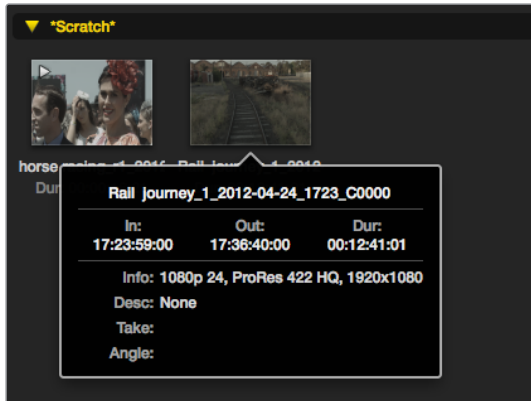 *Scratch*
horse
Dur
Rail journey_1_2012-04-24_1723_C0000
In: Out: Dur:
17:23:59:00 17:36:40:00 00:12:41:01
Info: 1080p 24, ProRes 422 HQ, 1920x1080
Desc: None
Take:
Angle: